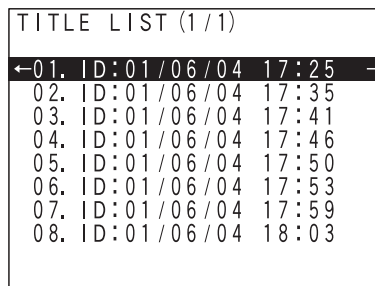 TITLE LIST(1/1)
←01. ID:01/06/04 17:25 →
02. ID:01/06/04 17:35
03. ID:01/06/04 17:41
04. ID:01/06/04 17:46
05. ID:01/06/04 17:50
06. ID:01/06/04 17:53
07. ID:01/06/04 17:59
08. ID:01/06/04 18:03